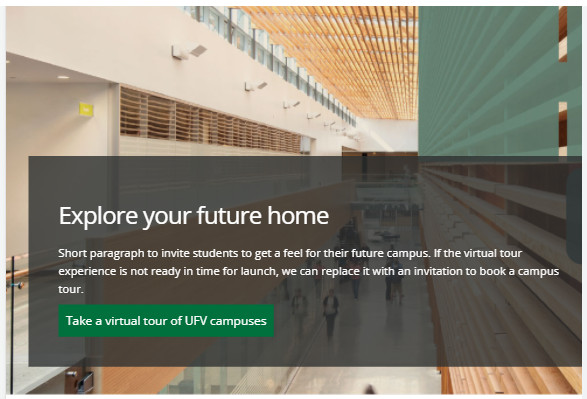 Explore your future home
Short paragraph to invite students to get a feel for their future campus. If the virtual tour
experience is not ready in time for launch, we can replace it with an invitation to book a campus
tour.
Take a virtual tour of UFV campuses